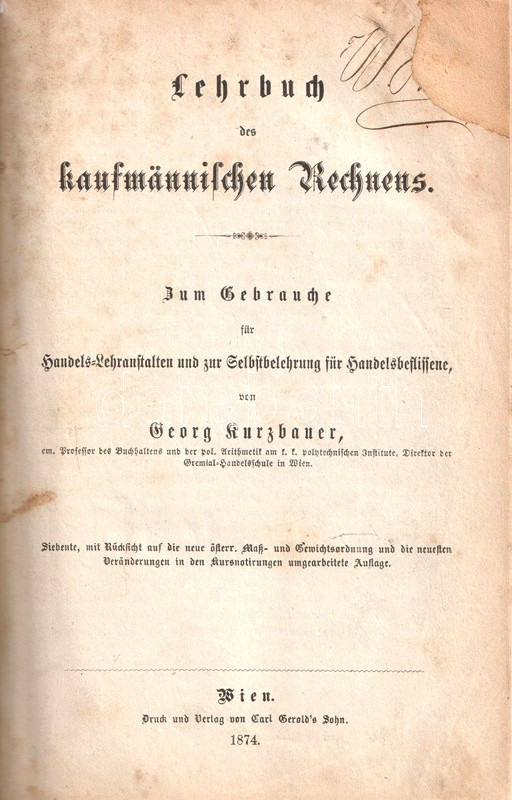 Lehrbuch
des
kaufmännischen Rechnens.
Zum Gebrauche
für
Handels-Lehranstalten und zur Selbstbelehrung für Handelsbeflissene,
von
Georg Kurzbauer,
em. Professor des Buchhaltens und der pol. Arithmetik am k. k. polytechnischen Institute, Direktor der
Gremial-Handelsschule in Wien.
Siebente, mit Rücksicht auf die neue österr. Maß- und Gewichtsordnung und die neuesten
Veränderungen in den Kursnotirungen umgearbeitete Auflage.
Wien.
Druck und Verlag von Carl Gerold's Sohn.
1874.